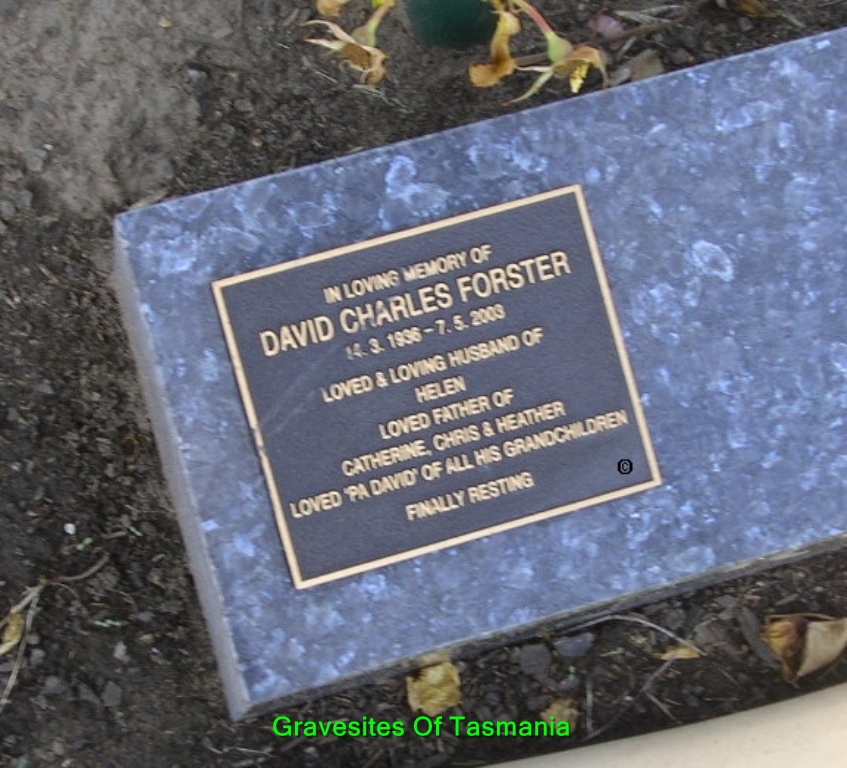 IN LOVING MEMORY OF
DAVID CHARLES FORSTER
14. 3. 1936 – 7. 5. 2003
LOVED & LOVING HUSBAND OF
HELEN
LOVED FATHER OF
CATHERINE, CHRIS & HEATHER
LOVED 'PA DAVID' OF ALL HIS GRANDCHILDREN
FINALLY RESTING
©
Gravesites Of Tasmania